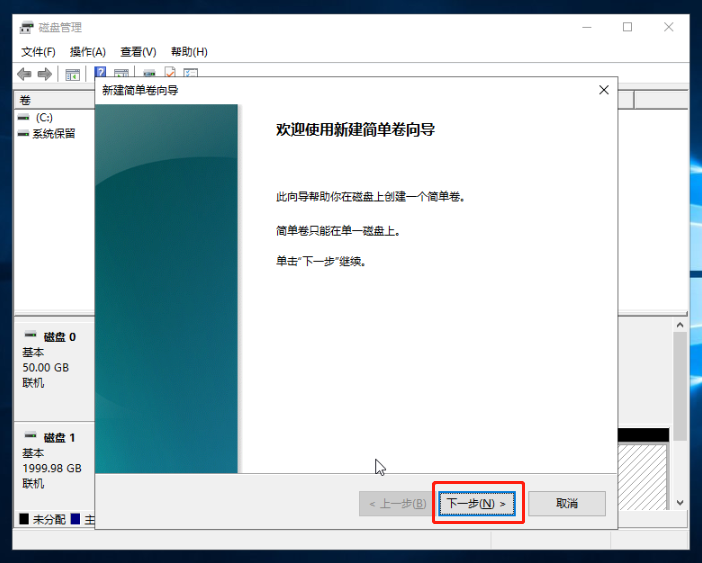 磁盘管理
文件(F) 操作(A) 查看(V) 帮助(H)
新建简单卷向导
卷
欢迎使用新建简单卷向导
(C:)
系统保留
此向导帮助你在磁盘上创建一个简单卷。
简单卷只能在单一磁盘上。
单击"下一步"继续。
磁盘 0
基本
50.00 GB
联机
磁盘 1
基本
1999.98 GB
联机
< 上一步(B) 下一步(N) > 取消
未分配 主